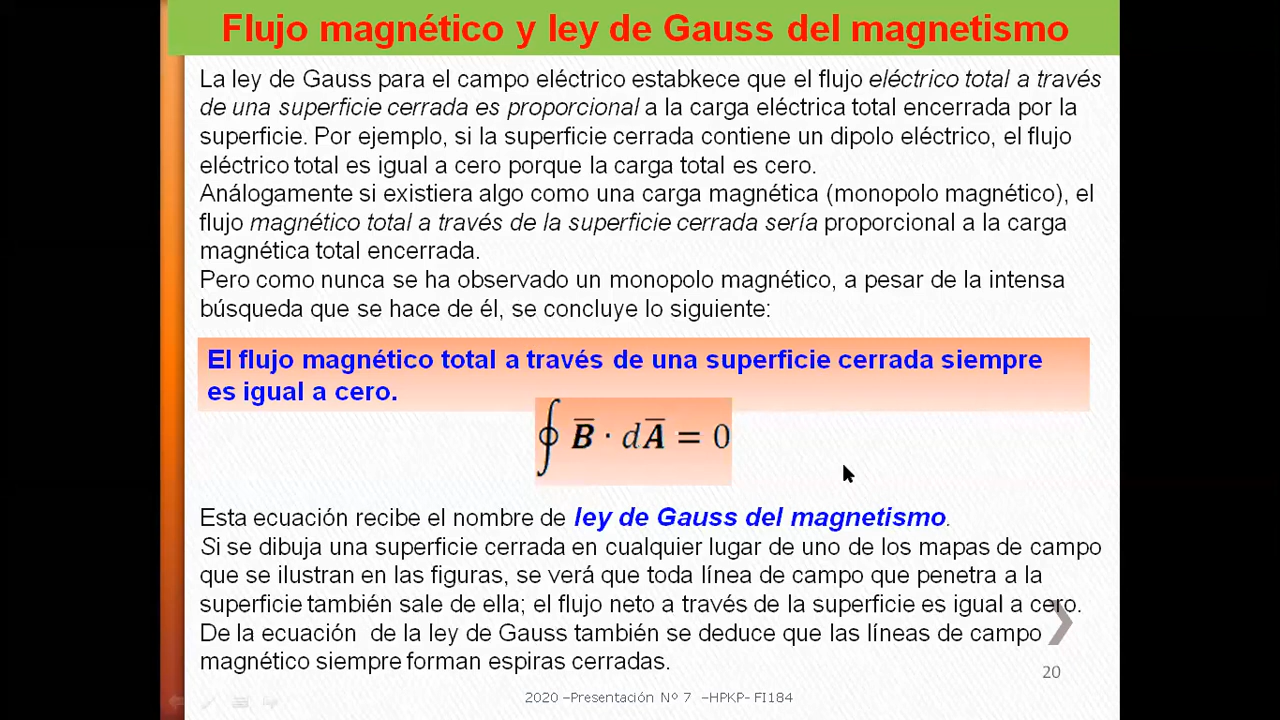 Flujo magnético y ley de Gauss del magnetismo
La ley de Gauss para el campo eléctrico estabkece que el flujo eléctrico total a través
de una superficie cerrada es proporcional a la carga eléctrica total encerrada por la
superficie. Por ejemplo, si la superficie cerrada contiene un dipolo eléctrico, el flujo
eléctrico total es igual a cero porque la carga total es cero.
Análogamente si existiera algo como una carga magnética (monopolo magnético), el
flujo magnético total a través de la superficie cerrada sería proporcional a la carga
magnética total encerrada.
Pero como nunca se ha observado un monopolo magnético, a pesar de la intensa
búsqueda que se hace de él, se concluye lo siguiente:
El flujo magnético total a través de una superficie cerrada siempre
es igual a cero.
∮ B̅ · dA̅ = 0
Esta ecuación recibe el nombre de ley de Gauss del magnetismo.
Si se dibuja una superficie cerrada en cualquier lugar de uno de los mapas de campo
que se ilustran en las figuras, se verá que toda línea de campo que penetra a la
superficie también sale de ella; el flujo neto a través de la superficie es igual a cero.
De la ecuación de la ley de Gauss también se deduce que las líneas de campo
magnético siempre forman espiras cerradas.
20
2020 –Presentación Nº 7 –HPKP- FI184